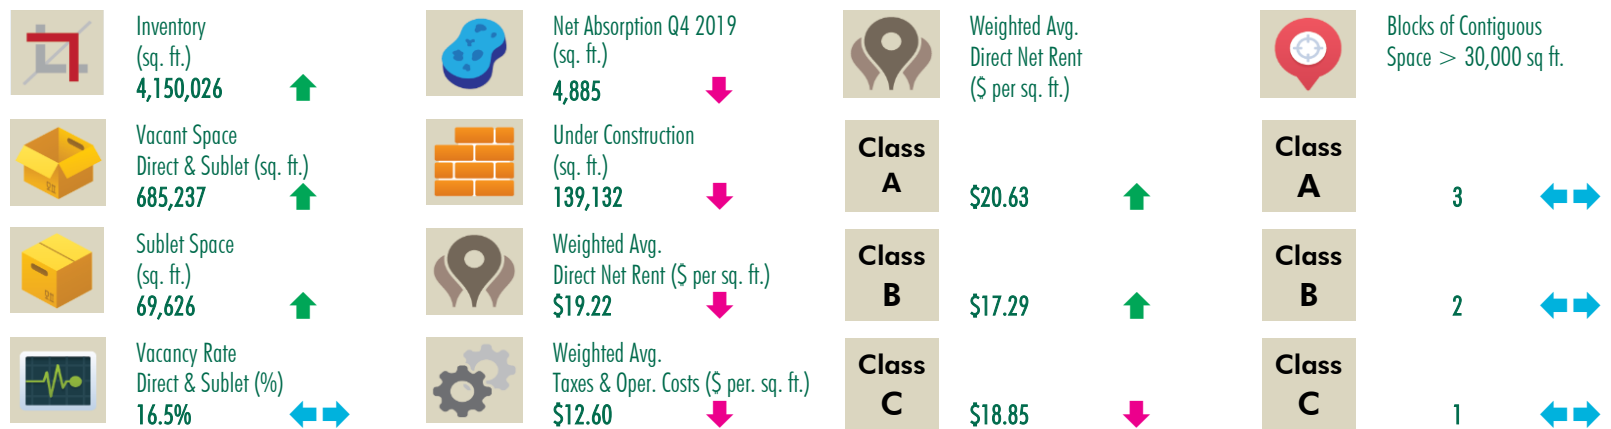 Inventory
(sq. ft.)
4,150,026
Vacant Space
Direct & Sublet (sq. ft.)
685,237
Sublet Space
(sq. ft.)
69,626
Vacancy Rate
Direct & Sublet (%)
16.5%
Net Absorption Q4 2019
(sq. ft.)
4,885
Under Construction
(sq. ft.)
139,132
Weighted Avg.
Direct Net Rent ($ per sq. ft.)
$19.22
Weighted Avg.
Taxes & Oper. Costs ($ per. sq. ft.)
$12.60
Weighted Avg.
Direct Net Rent
($ per sq. ft.)
Class
A
$20.63
Class
B
$17.29
Class
C
$18.85
Blocks of Contiguous
Space > 30,000 sq ft.
Class
A
3
Class
B
2
Class
C
1